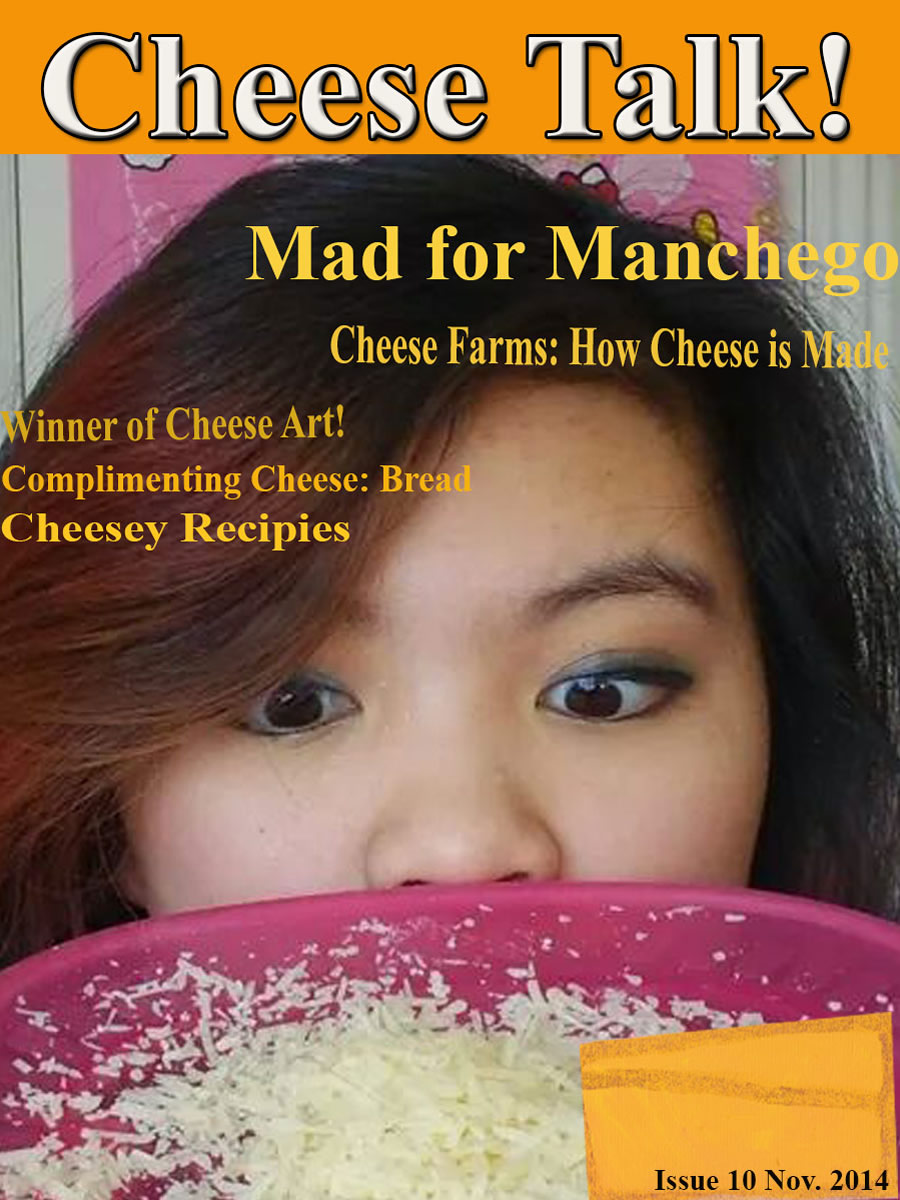 Cheese Talk!
Mad for Manchego
Cheese Farms: How Cheese is Made
Winner of Cheese Art!
Complimenting Cheese: Bread
Cheesey Recipies
Issue 10 Nov. 2014